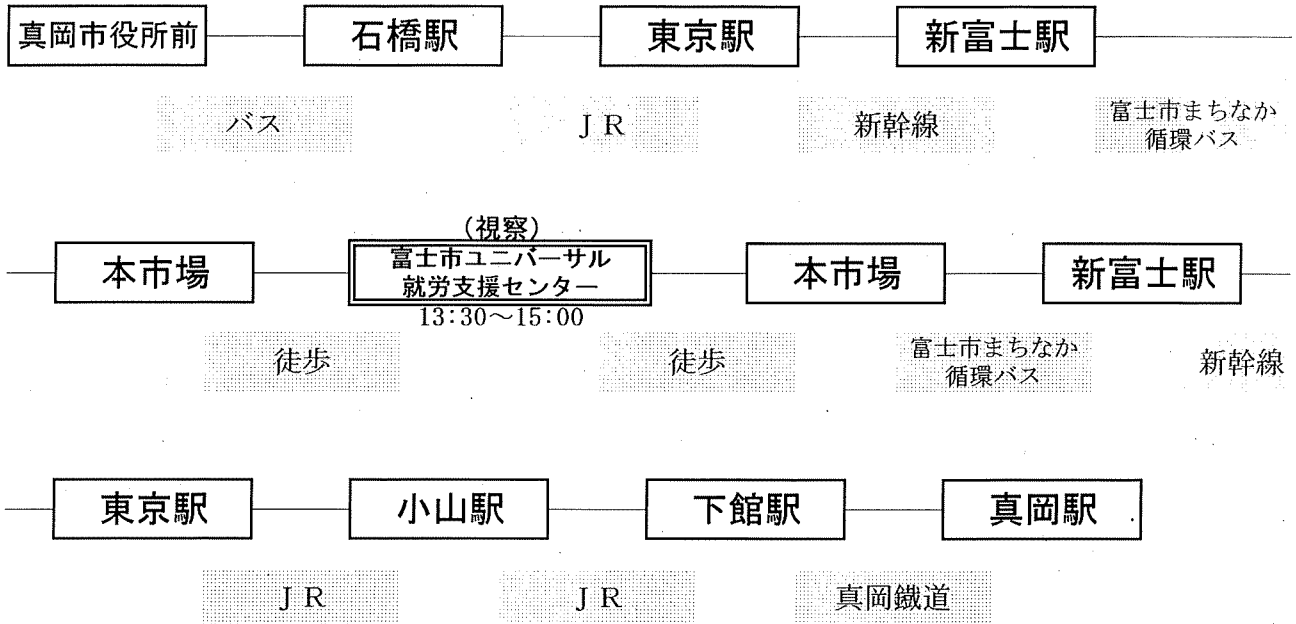 真岡市役所前 石橋駅 東京駅 新富士駅
バス ＪＲ 新幹線 富士市まちなか
循環バス
(視察)
本市場 富士市ユニバーサル 本市場 新富士駅
就労支援センター
13:30～15:00
徒歩 徒歩 富士市まちなか 新幹線
循環バス
東京駅 小山駅 下館駅 真岡駅
ＪＲ ＪＲ 真岡鐵道